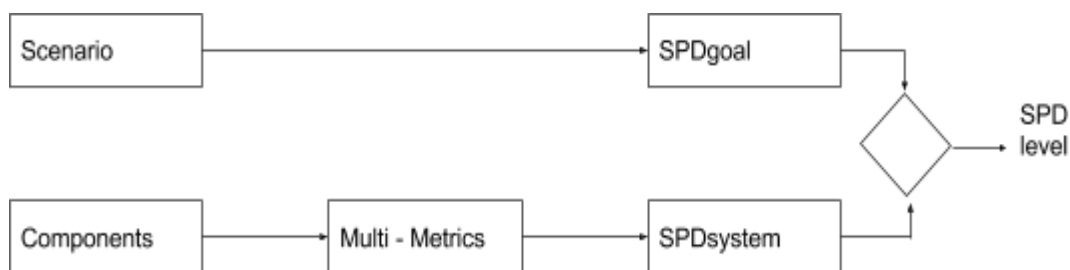 Scenario
SPDgoal
SPD
level
Components
Multi - Metrics
SPDsystem